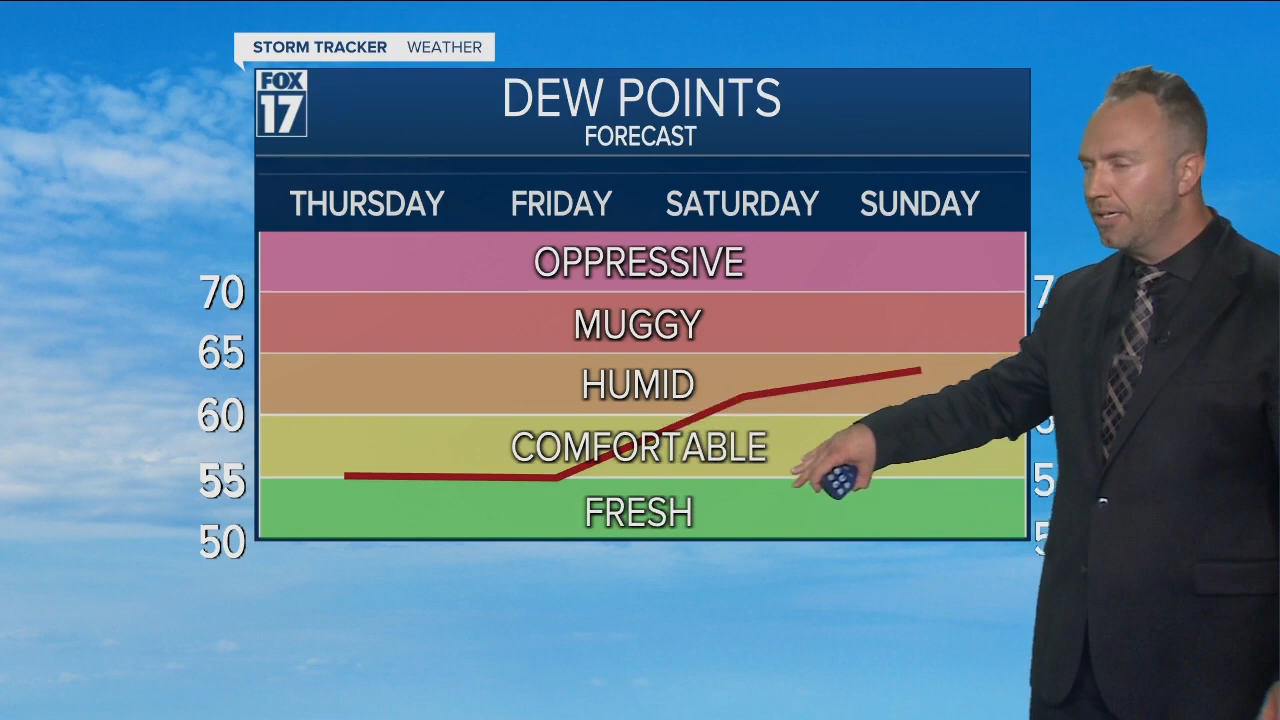 STORM TRACKER WEATHER
FOX
17
DEW POINTS
FORECAST
THURSDAY FRIDAY SATURDAY SUNDAY
OPPRESSIVE
70
MUGGY
65
HUMID
60
COMFORTABLE
55
FRESH
50